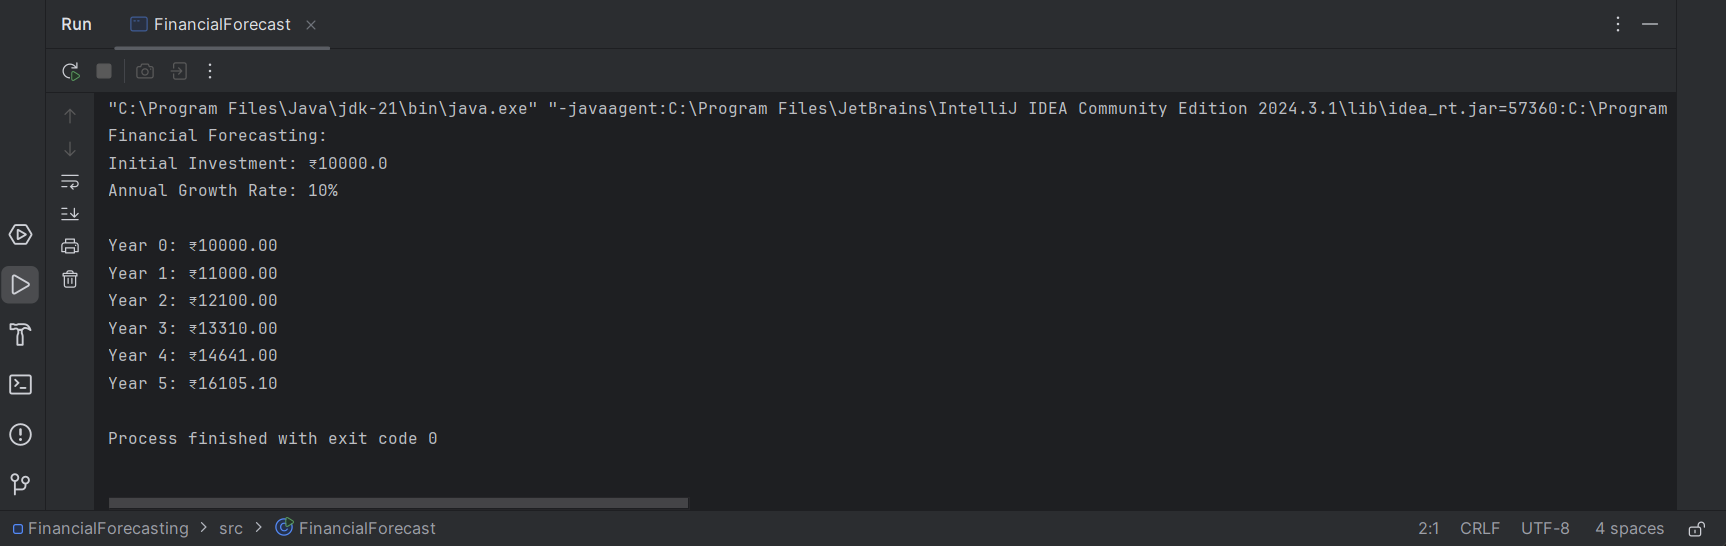 Run FinancialForecast
"C:\Program Files\Java\jdk-21\bin\java.exe" "-javaagent:C:\Program Files\JetBrains\IntelliJ IDEA Community Edition 2024.3.1\lib\idea_rt.jar=57360:C:\Program
Financial Forecasting:
Initial Investment: ₹10000.0
Annual Growth Rate: 10%
Year 0: ₹10000.00
Year 1: ₹11000.00
Year 2: ₹12100.00
Year 3: ₹13310.00
Year 4: ₹14641.00
Year 5: ₹16105.10
Process finished with exit code 0
FinancialForecasting > src > FinancialForecast 2:1 CRLF UTF-8 4 spaces